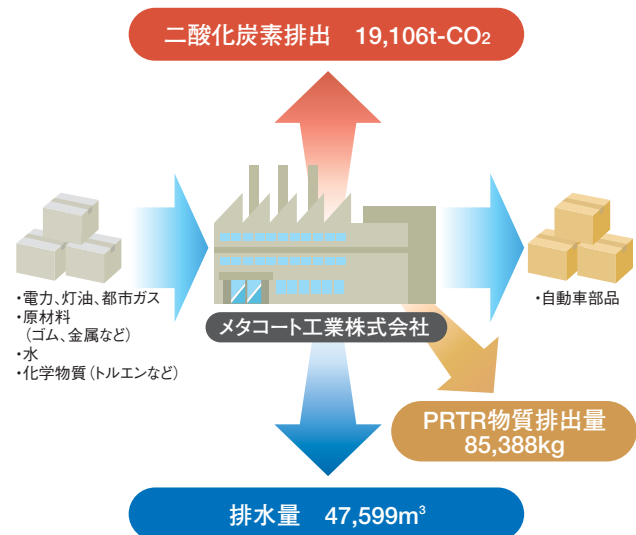 二酸化炭素排出 19,106t-CO₂
・電力、灯油、都市ガス
・原材料
（ゴム、金属など）
・水
・化学物質（トルエンなど）
メタコート工業株式会社
・自動車部品
PRTR物質排出量
85,388kg
排水量 47,599m³